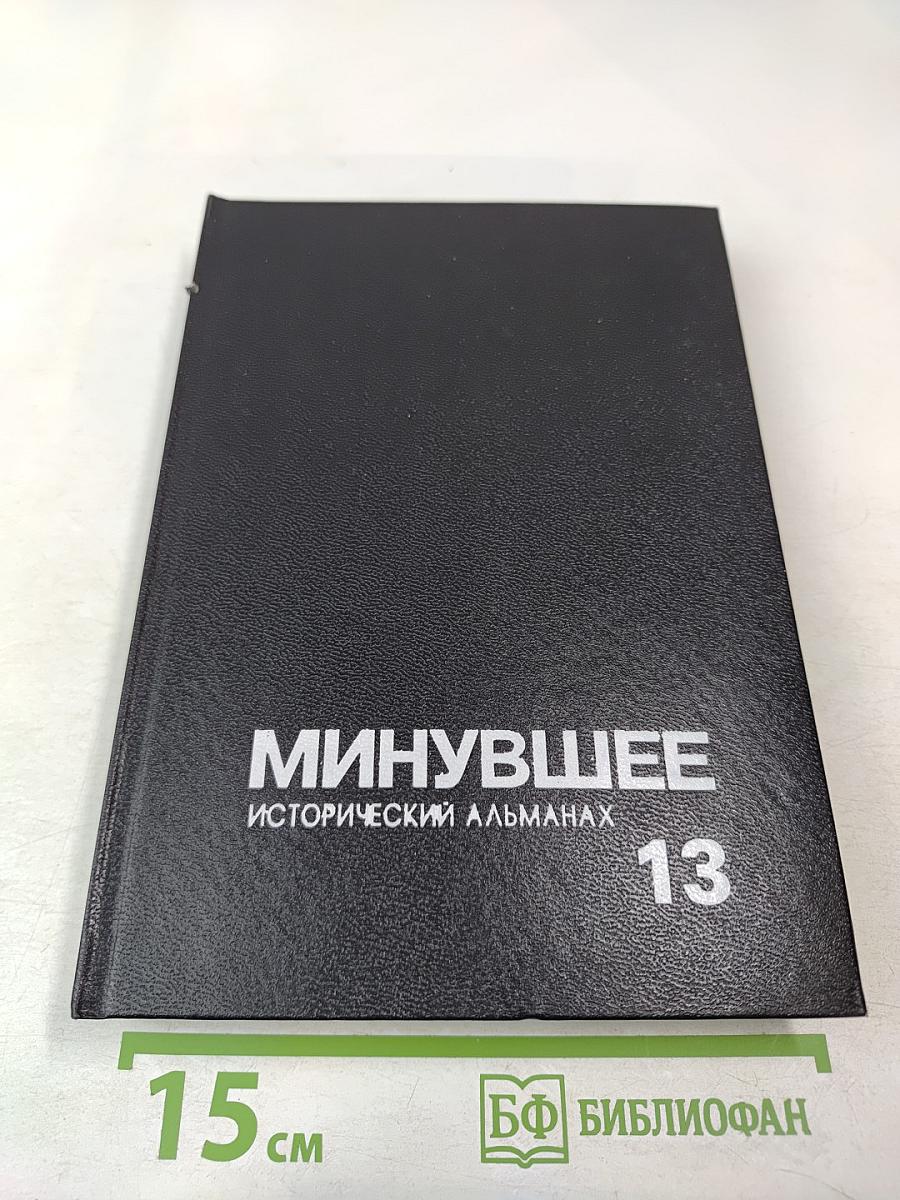 МИНУВШЕЕ
ИСТОРИЧЕСКИЙ АЛЬМАНАХ
13
15 см
БФ БИБЛИОФАН